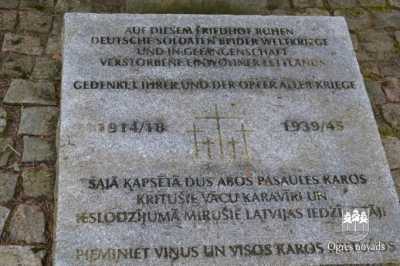 AUF DIESEM FRIEDHOF RUHEN
DEUTSCHE SOLDATEN BEIDER WELTKRIEGE
UND IN GEFANGENSCHAFT
VERSTORBENE EINWOHNER LETTLANDS
GEDENKET IHRER UND DER OPFER ALLER KRIEGE
1914/18 1939/45
ŠAJĀ KAPSĒTĀ DUS ABOS PASAULES KAROS
KRITUŠIE VĀCU KARAVĪRI UN
IESLODZĪJUMĀ MIRUŠIE LATVIJAS IEDZĪVOTĀJI
PIEMINIET VIŅUS UN VISOS KAROS
Ogres novads